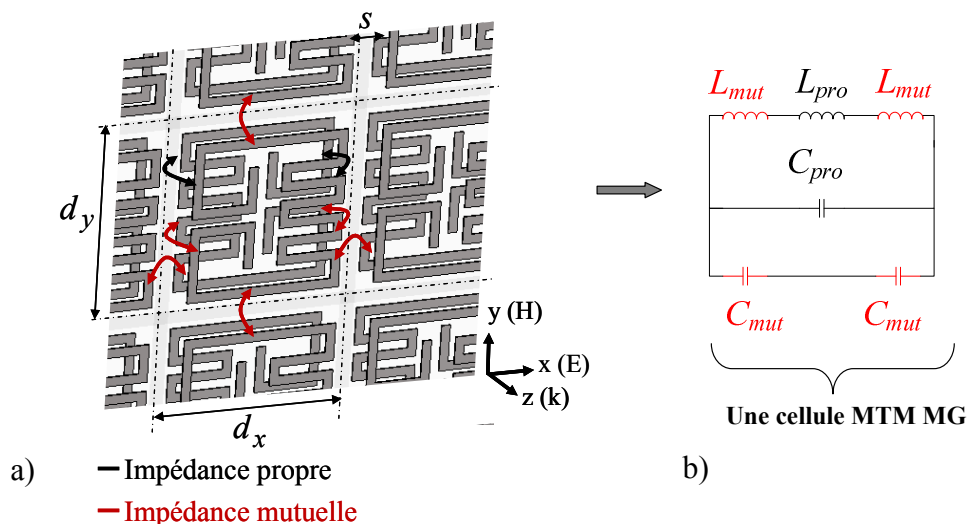 s
L_mut L_pro L_mut
C_pro
d_y
C_mut C_mut
y (H)
x (E)
z (k)
d_x
Une cellule MTM MG
a)
Impédance propre
Impédance mutuelle
b)